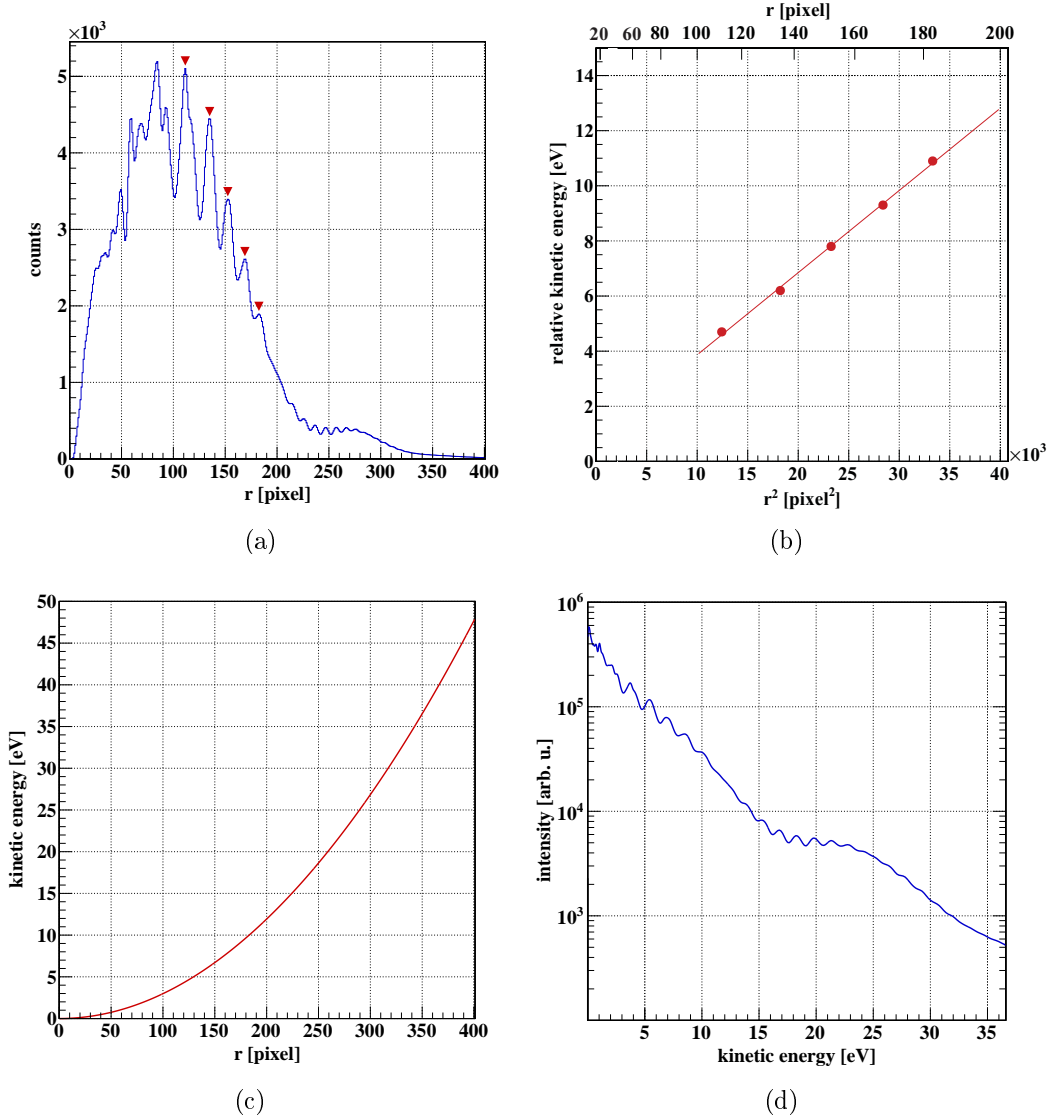 ×10³
5
4
3
2
1
0
counts
0 50 100 150 200 250 300 350 400
r [pixel]
(a)
r [pixel]
20 60 80 100 120 140 160 180 200
14
12
10
8
6
4
2
0
relative kinetic energy [eV]
0 5 10 15 20 25 30 35 40
×10³
r² [pixel²]
(b)
50
45
40
35
30
25
20
15
10
5
0
kinetic energy [eV]
0 50 100 150 200 250 300 350 400
r [pixel]
(c)
10⁶
10⁵
10⁴
10³
intensity [arb. u.]
5 10 15 20 25 30 35
kinetic energy [eV]
(d)